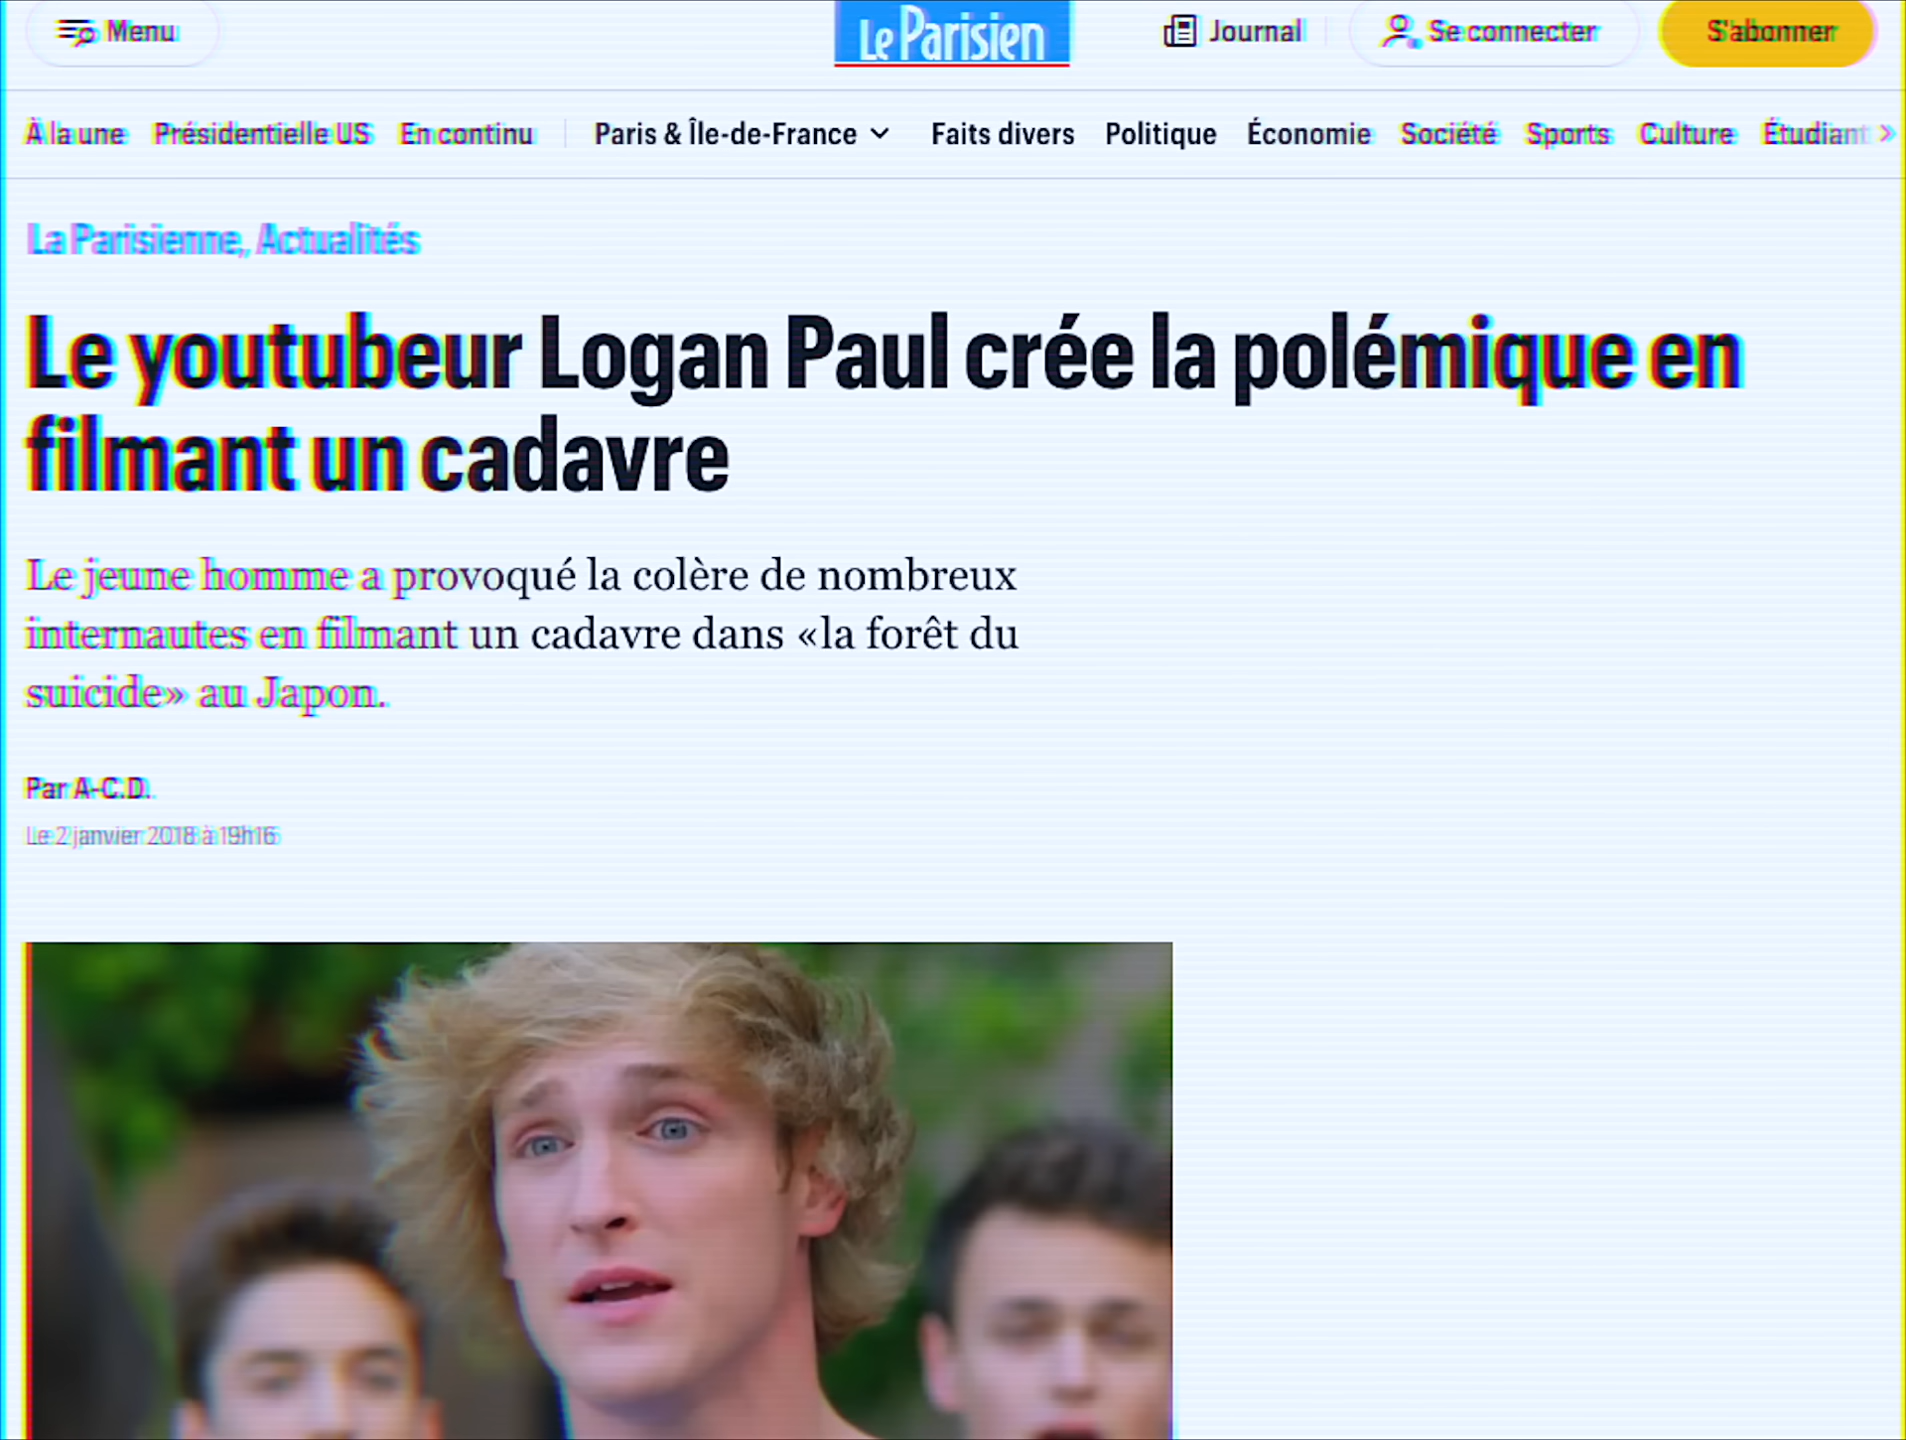 Menu
Le Parisien
Journal
Se connecter
S'abonner
À la une Présidentielle US En continu Paris & Île-de-France Faits divers Politique Économie Société Sports Culture Étudiant
La Parisienne, Actualités
Le youtubeur Logan Paul crée la polémique en
filmant un cadavre
Le jeune homme a provoqué la colère de nombreux
internautes en filmant un cadavre dans «la forêt du
suicide» au Japon.
Par A-C.D.
Le 2 janvier 2018 à 19h16